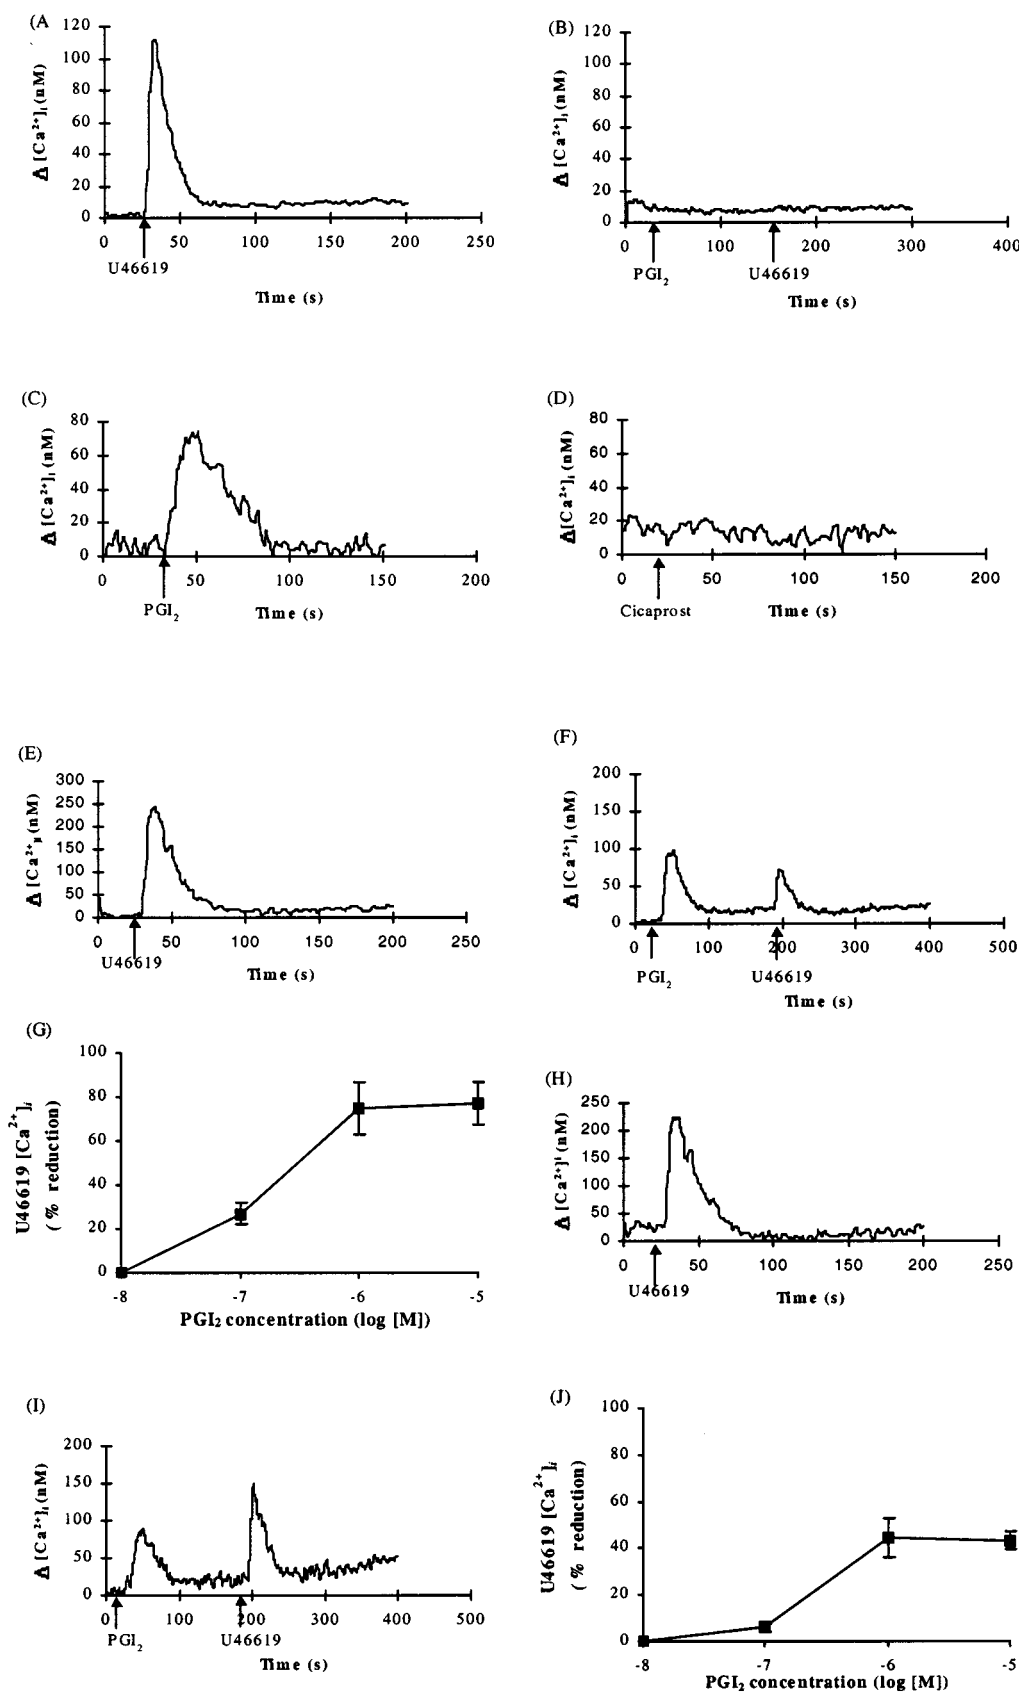 (A
120
100
80
60
40
20
0
Δ [Ca²⁺]ᵢ (nM)
0 50 100 150 200 250
U46619
Time (s)
(B)
120
100
80
60
40
20
0
Δ [Ca²⁺]ᵢ (nM)
0 100 200 300 400
PGI₂ U46619
Time (s)
(C)
80
60
40
20
0
Δ [Ca²⁺]ᵢ (nM)
0 50 100 150 200
PGI₂ Time (s)
(D)
80
60
40
20
0
Δ[Ca²⁺]ᵢ (nM)
0 50 100 150 200
Cicaprost Time (s)
(E)
300
250
200
150
100
50
0
Δ [Ca²⁺]ᵢ (nM)
0 50 100 150 200 250
U46619 Time (s)
(F)
200
150
100
50
0
Δ [Ca²⁺]ᵢ (nM)
0 100 200 300 400 500
PGI₂ U46619
Time (s)
(G)
100
80
60
40
20
0
U46619 [Ca²⁺]ᵢ
( % reduction)
-8 -7 -6 -5
PGI₂ concentration (log [M])
(H)
250
200
150
100
50
0
Δ [Ca²⁺]ⁱ (nM)
0 50 100 150 200 250
U46619 Time (s)
(I)
200
150
100
50
0
Δ [Ca²⁺]ᵢ (nM)
0 100 200 300 400 500
PGI₂ U46619
Time (s)
(J)
100
80
60
40
20
0
U46619 [Ca²⁺]ᵢ
( % reduction)
-8 -7 -6 -5
PGI₂ concentration (log [M])